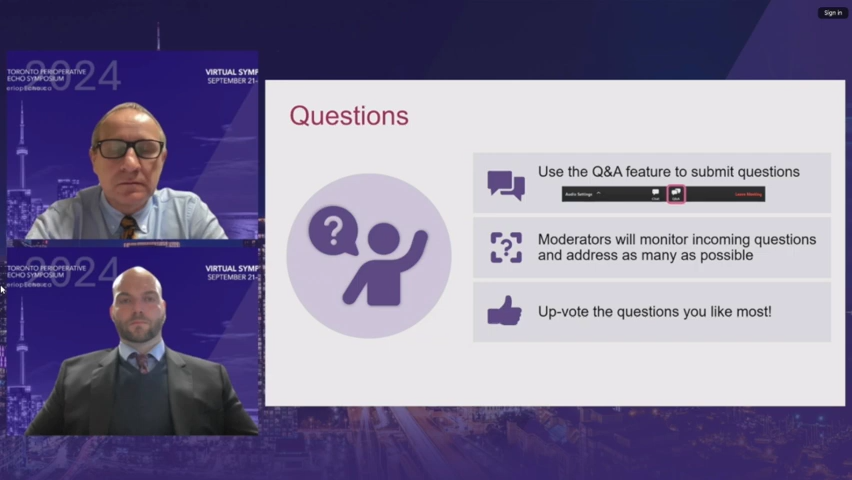 Sign in
2024
TORONTO PERIOPERATIVE
ECHO SYMPOSIUM
VIRTUAL SYMP
SEPTEMBER 21-
Questions
Use the Q&A feature to submit questions
Audio Settings
Chat
Q&A
Leave Meeting
Moderators will monitor incoming questions
and address as many as possible
Up-vote the questions you like most!
2024
TORONTO PERIOPERATIVE
ECHO SYMPOSIUM
VIRTUAL SYMP
SEPTEMBER 21-